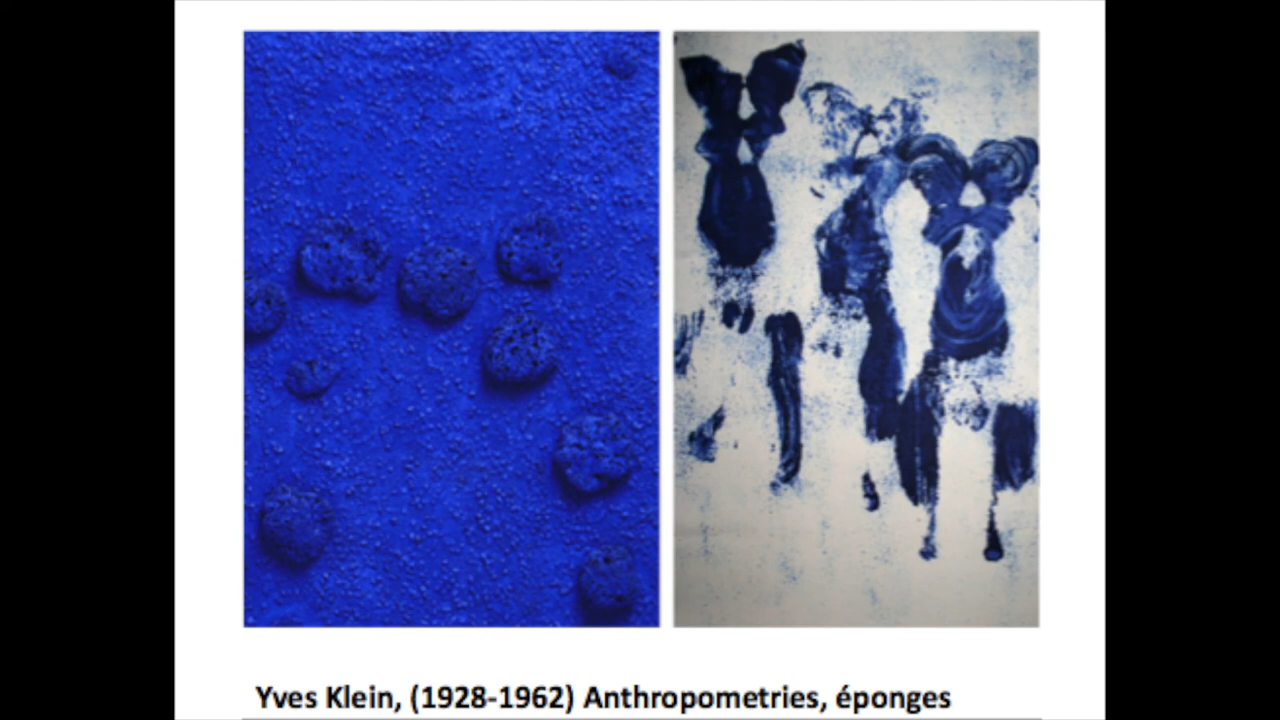 Yves Klein, (1928-1962) Anthropometries, éponges